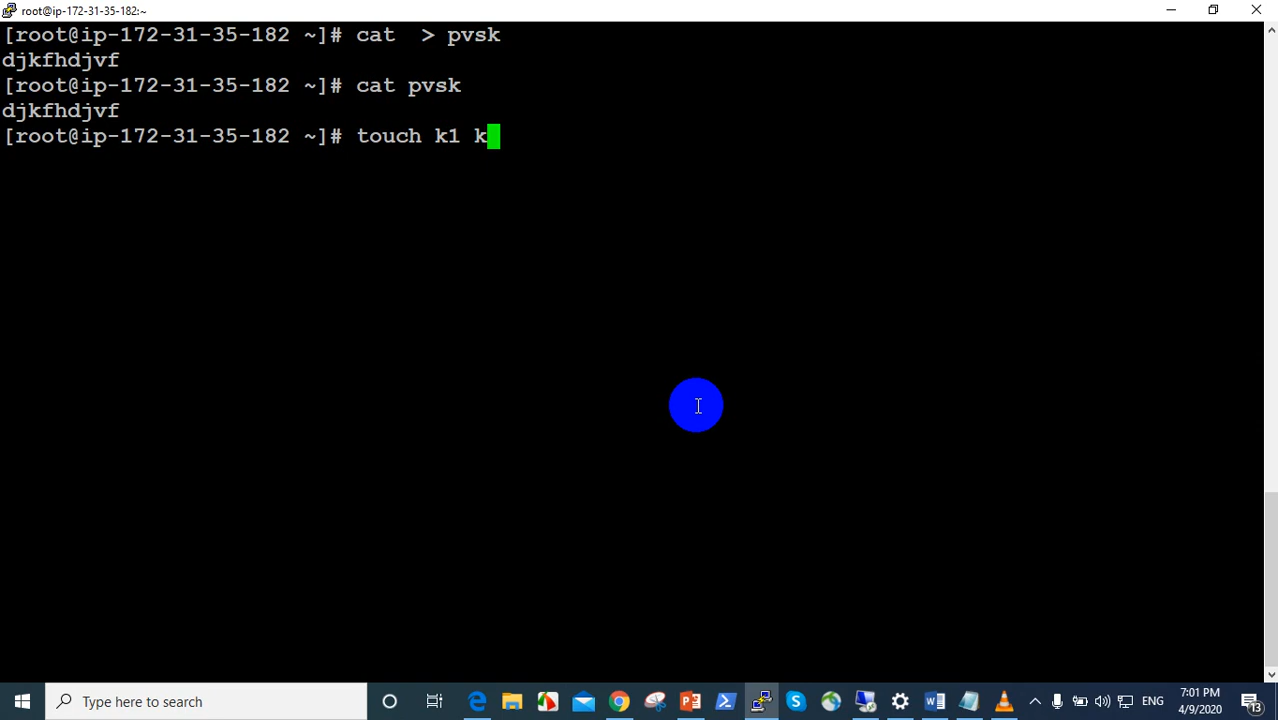 root@ip-172-31-35-182:~
[root@ip-172-31-35-182 ~]# cat  > pvsk
djkfhdjvf
[root@ip-172-31-35-182 ~]# cat pvsk
djkfhdjvf
[root@ip-172-31-35-182 ~]# touch k1 k
Type here to search
ENG
7:01 PM
4/9/2020
13